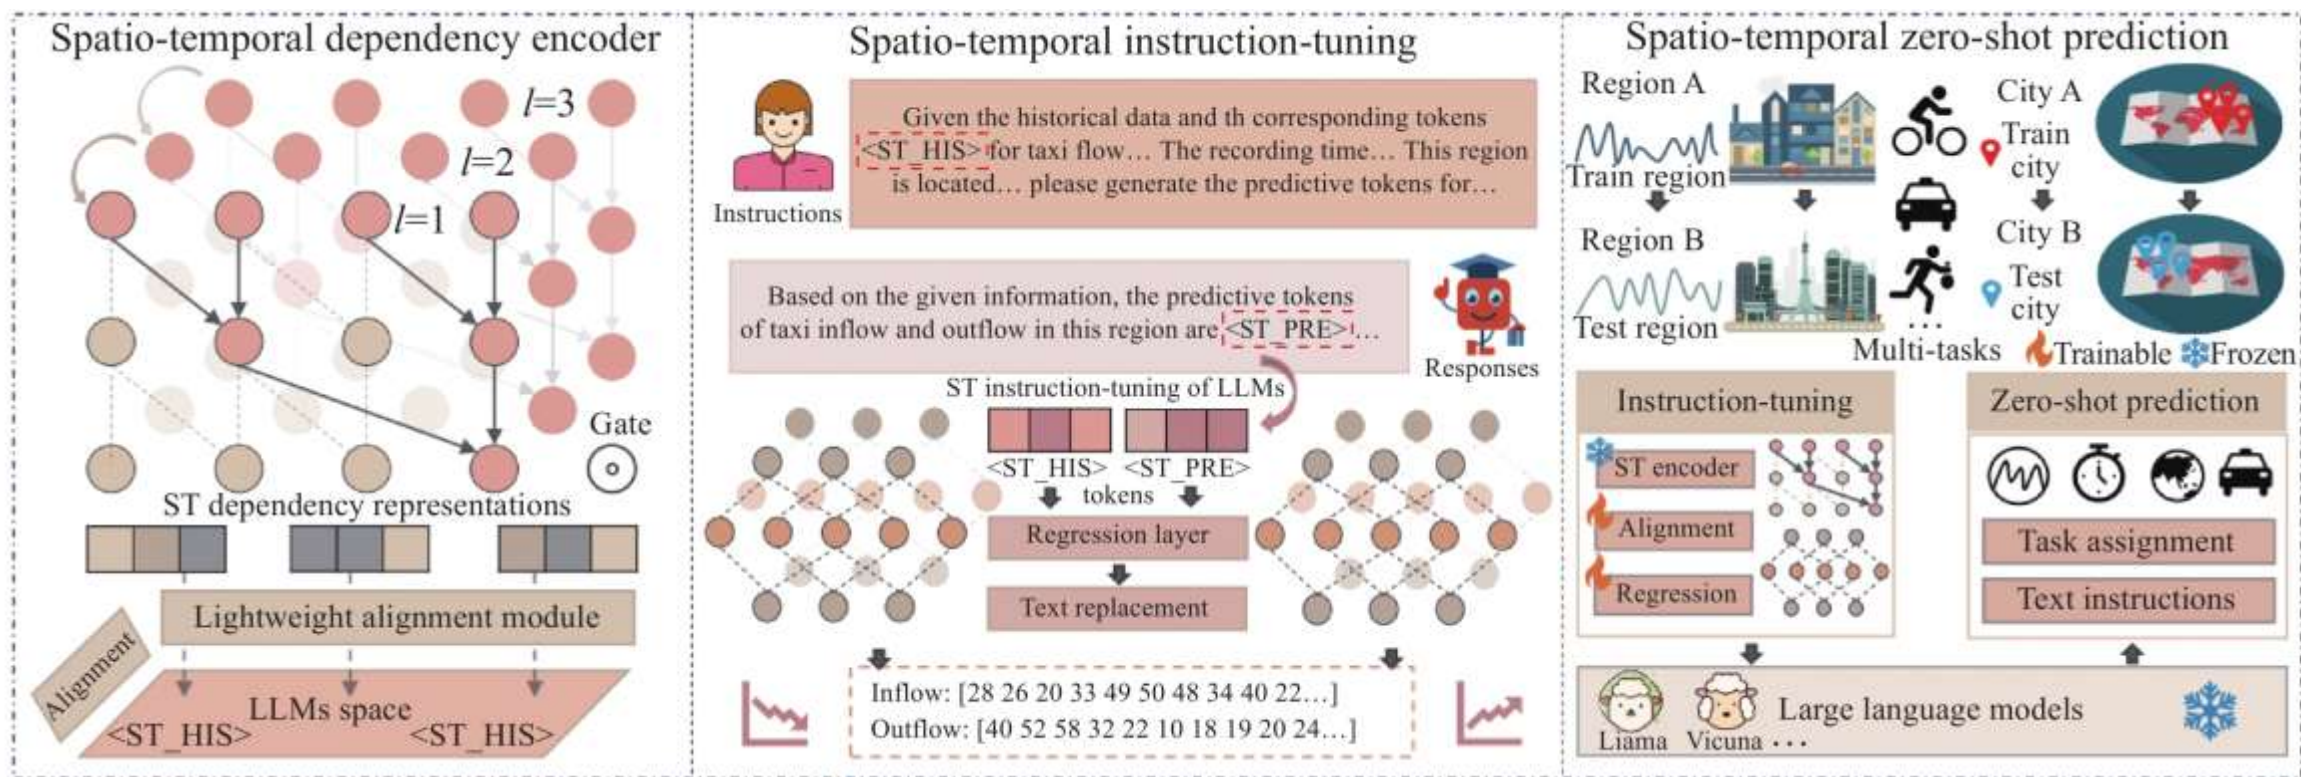 Spatio-temporal dependency encoder
l=3
l=2
l=1
Gate
ST dependency representations
Lightweight alignment module
Alignment
LLMs space
<ST_HIS>
<ST_HIS>
Spatio-temporal instruction-tuning
Instructions
Given the historical data and th corresponding tokens
<ST_HIS> for taxi flow… The recording time… This region
is located… please generate the predictive tokens for…
Based on the given information, the predictive tokens
of taxi inflow and outflow in this region are <ST_PRE>…
Responses
ST instruction-tuning of LLMs
<ST_HIS> <ST_PRE>
tokens
Regression layer
Text replacement
Inflow: [28 26 20 33 49 50 48 34 40 22…]
Outflow: [40 52 58 32 22 10 18 19 20 24…]
Spatio-temporal zero-shot prediction
Region A
Train region
Region B
Test region
Multi-tasks
…
City A
Train
city
City B
Test
city
Trainable
Frozen
Instruction-tuning
ST encoder
Alignment
Regression
Zero-shot prediction
Task assignment
Text instructions
Large language models
Liama Vicuna …